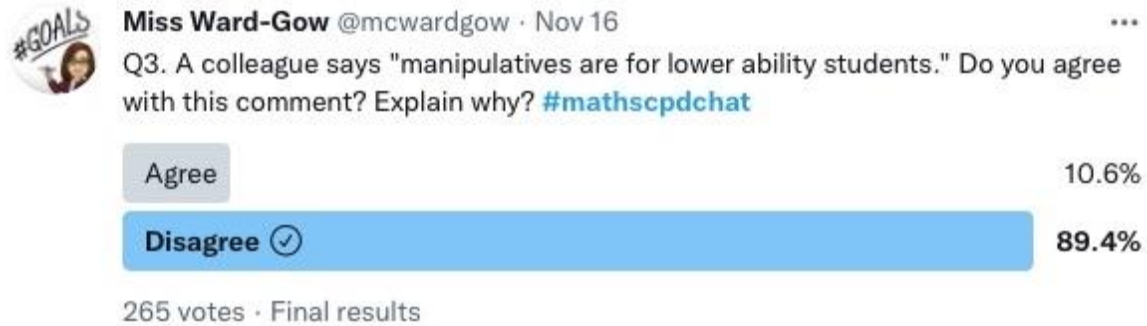 #GOALS
Miss Ward-Gow @mcwardgow · Nov 16
Q3. A colleague says "manipulatives are for lower ability students." Do you agree
with this comment? Explain why? #mathscpdchat
Agree 10.6%
Disagree 89.4%
265 votes · Final results